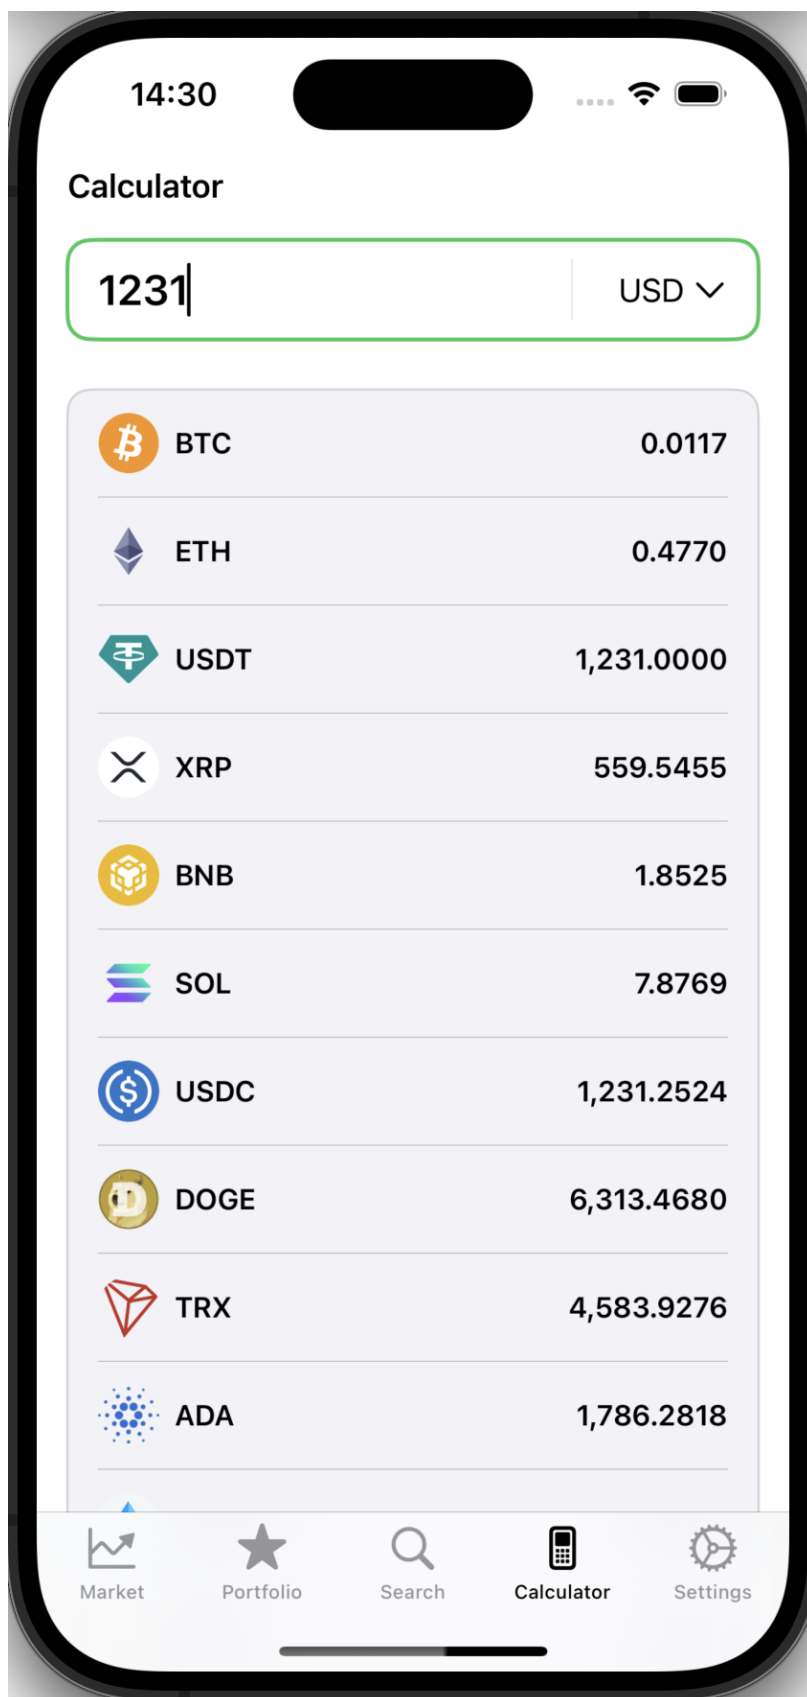 14:30
Calculator
1231 USD
BTC 0.0117
ETH 0.4770
USDT 1,231.0000
XRP 559.5455
BNB 1.8525
SOL 7.8769
USDC 1,231.2524
DOGE 6,313.4680
TRX 4,583.9276
ADA 1,786.2818
Market Portfolio Search Calculator Settings